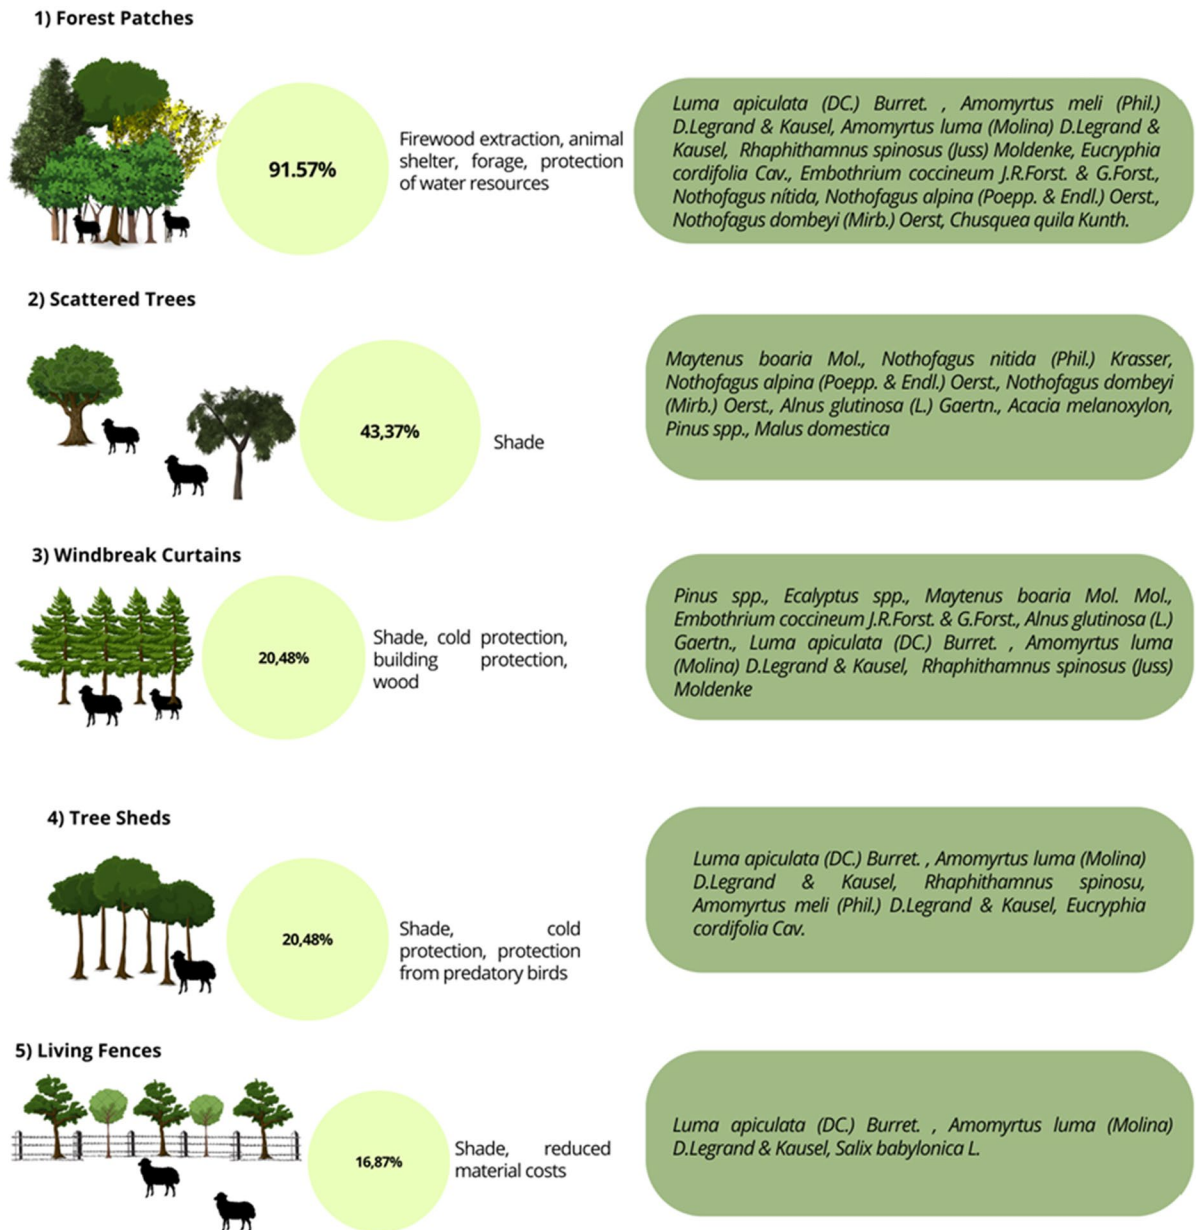 1) Forest Patches
91.57%
Firewood extraction, animal
shelter, forage, protection
of water resources
Luma apiculata (DC.) Burret. , Amomyrtus meli (Phil.)
D.Legrand & Kausel, Amomyrtus luma (Molina) D.Legrand &
Kausel, Rhaphithamnus spinosus (Juss) Moldenke, Eucryphia
cordifolia Cav., Embothrium coccineum J.R.Forst. & G.Forst.,
Nothofagus nítida, Nothofagus alpina (Poepp. & Endl.) Oerst.,
Nothofagus dombeyi (Mirb.) Oerst, Chusquea quila Kunth.
2) Scattered Trees
43,37%
Shade
Maytenus boaria Mol., Nothofagus nitida (Phil.) Krasser,
Nothofagus alpina (Poepp. & Endl.) Oerst., Nothofagus dombeyi
(Mirb.) Oerst., Alnus glutinosa (L.) Gaertn., Acacia melanoxylon,
Pinus spp., Malus domestica
3) Windbreak Curtains
20,48%
Shade, cold protection,
building protection,
wood
Pinus spp., Ecalyptus spp., Maytenus boaria Mol. Mol.,
Embothrium coccineum J.R.Forst. & G.Forst., Alnus glutinosa (L.)
Gaertn., Luma apiculata (DC.) Burret. , Amomyrtus luma
(Molina) D.Legrand & Kausel, Rhaphithamnus spinosus (Juss)
Moldenke
4) Tree Sheds
20,48%
Shade, cold
protection, protection
from predatory birds
Luma apiculata (DC.) Burret. , Amomyrtus luma (Molina)
D.Legrand & Kausel, Rhaphithamnus spinosu,
Amomyrtus meli (Phil.) D.Legrand & Kausel, Eucryphia
cordifolia Cav.
5) Living Fences
16,87%
Shade, reduced
material costs
Luma apiculata (DC.) Burret. , Amomyrtus luma (Molina)
D.Legrand & Kausel, Salix babylonica L.